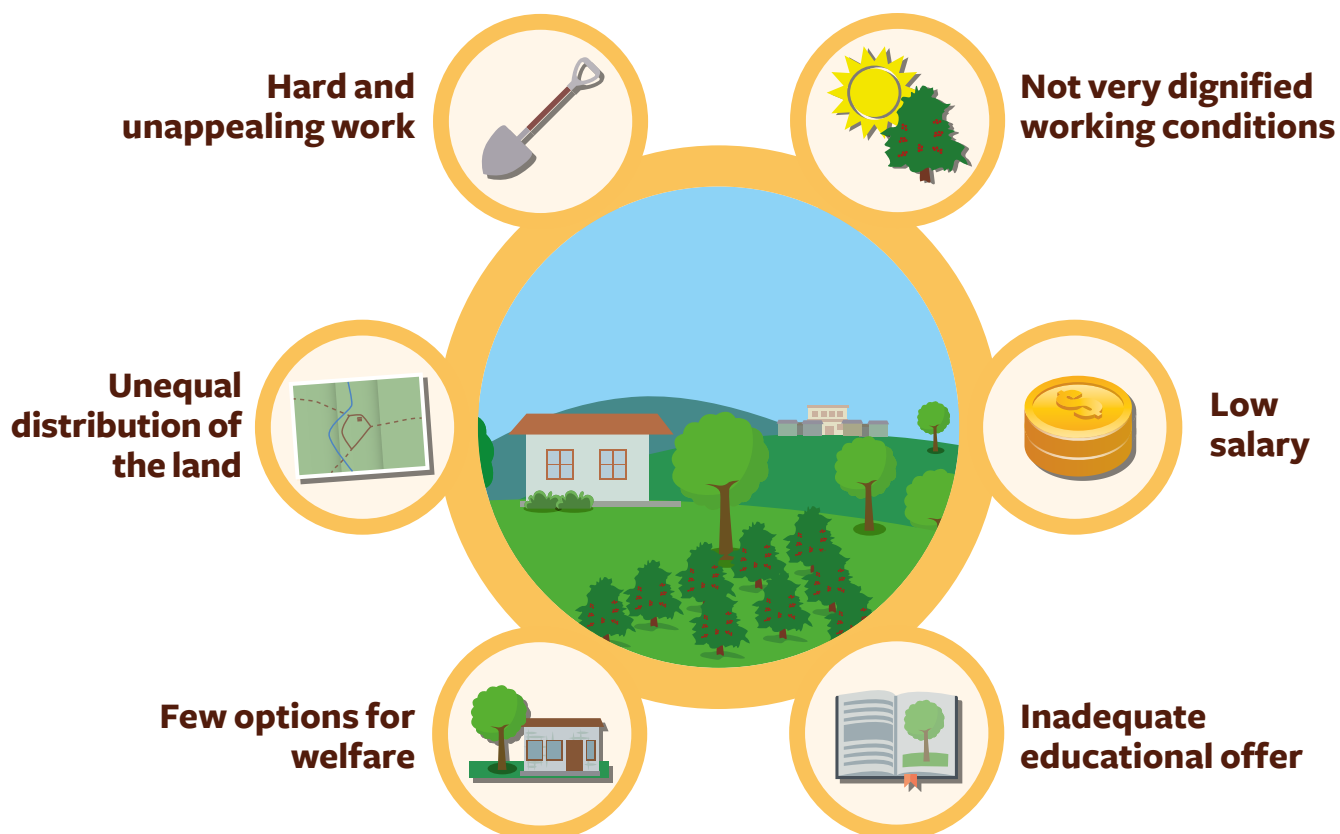 Hard and
unappealing work
Not very dignified
working conditions
Unequal
distribution of
the land
Low
salary
Few options for
welfare
Inadequate
educational offer